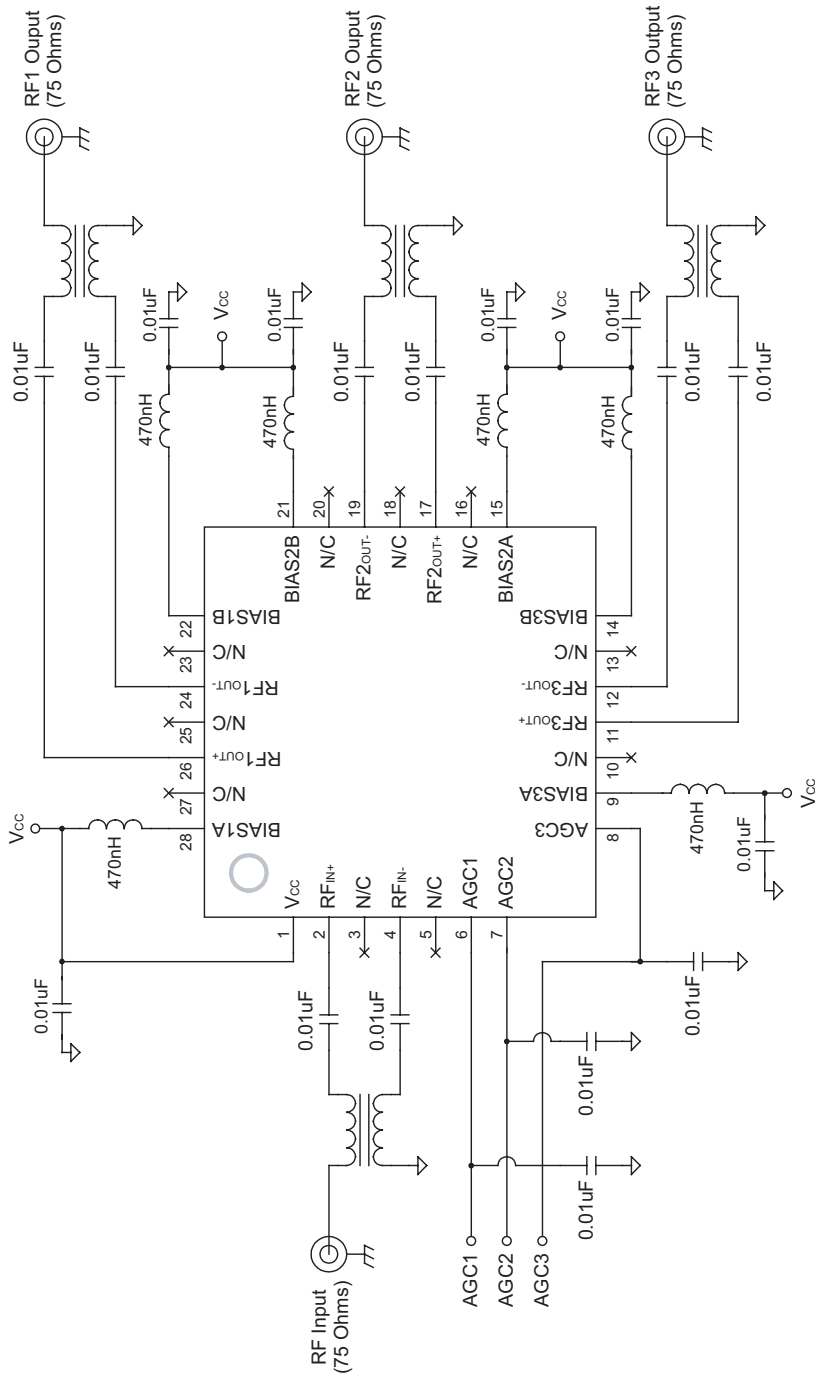 RF1 Ouput
(75 Ohms)
RF2 Ouput
(75 Ohms)
RF3 Output
(75 Ohms)
0.01uF
0.01uF
0.01uF
0.01uF
0.01uF
0.01uF
470nH
0.01uF
VCC
470nH
0.01uF
470nH
0.01uF
VCC
470nH
0.01uF
21
20
19
18
17
16
15
BIAS2B
N/C
RF2OUT-
N/C
RF2OUT+
N/C
BIAS2A
22
BIAS1B
23
N/C
24
RF1OUT-
25
N/C
26
RF1OUT+
27
N/C
28
BIAS1A
BIAS3B
14
N/C
13
RF3OUT-
12
RF3OUT+
11
N/C
10
BIAS3A
9
AGC3
8
VCC
470nH
0.01uF
470nH
VCC
0.01uF
VCC
RFIN+
N/C
RFIN-
N/C
AGC1
AGC2
1
2
3
4
5
6
7
0.01uF
0.01uF
0.01uF
0.01uF
0.01uF
RF Input
(75 Ohms)
AGC1
AGC2
AGC3